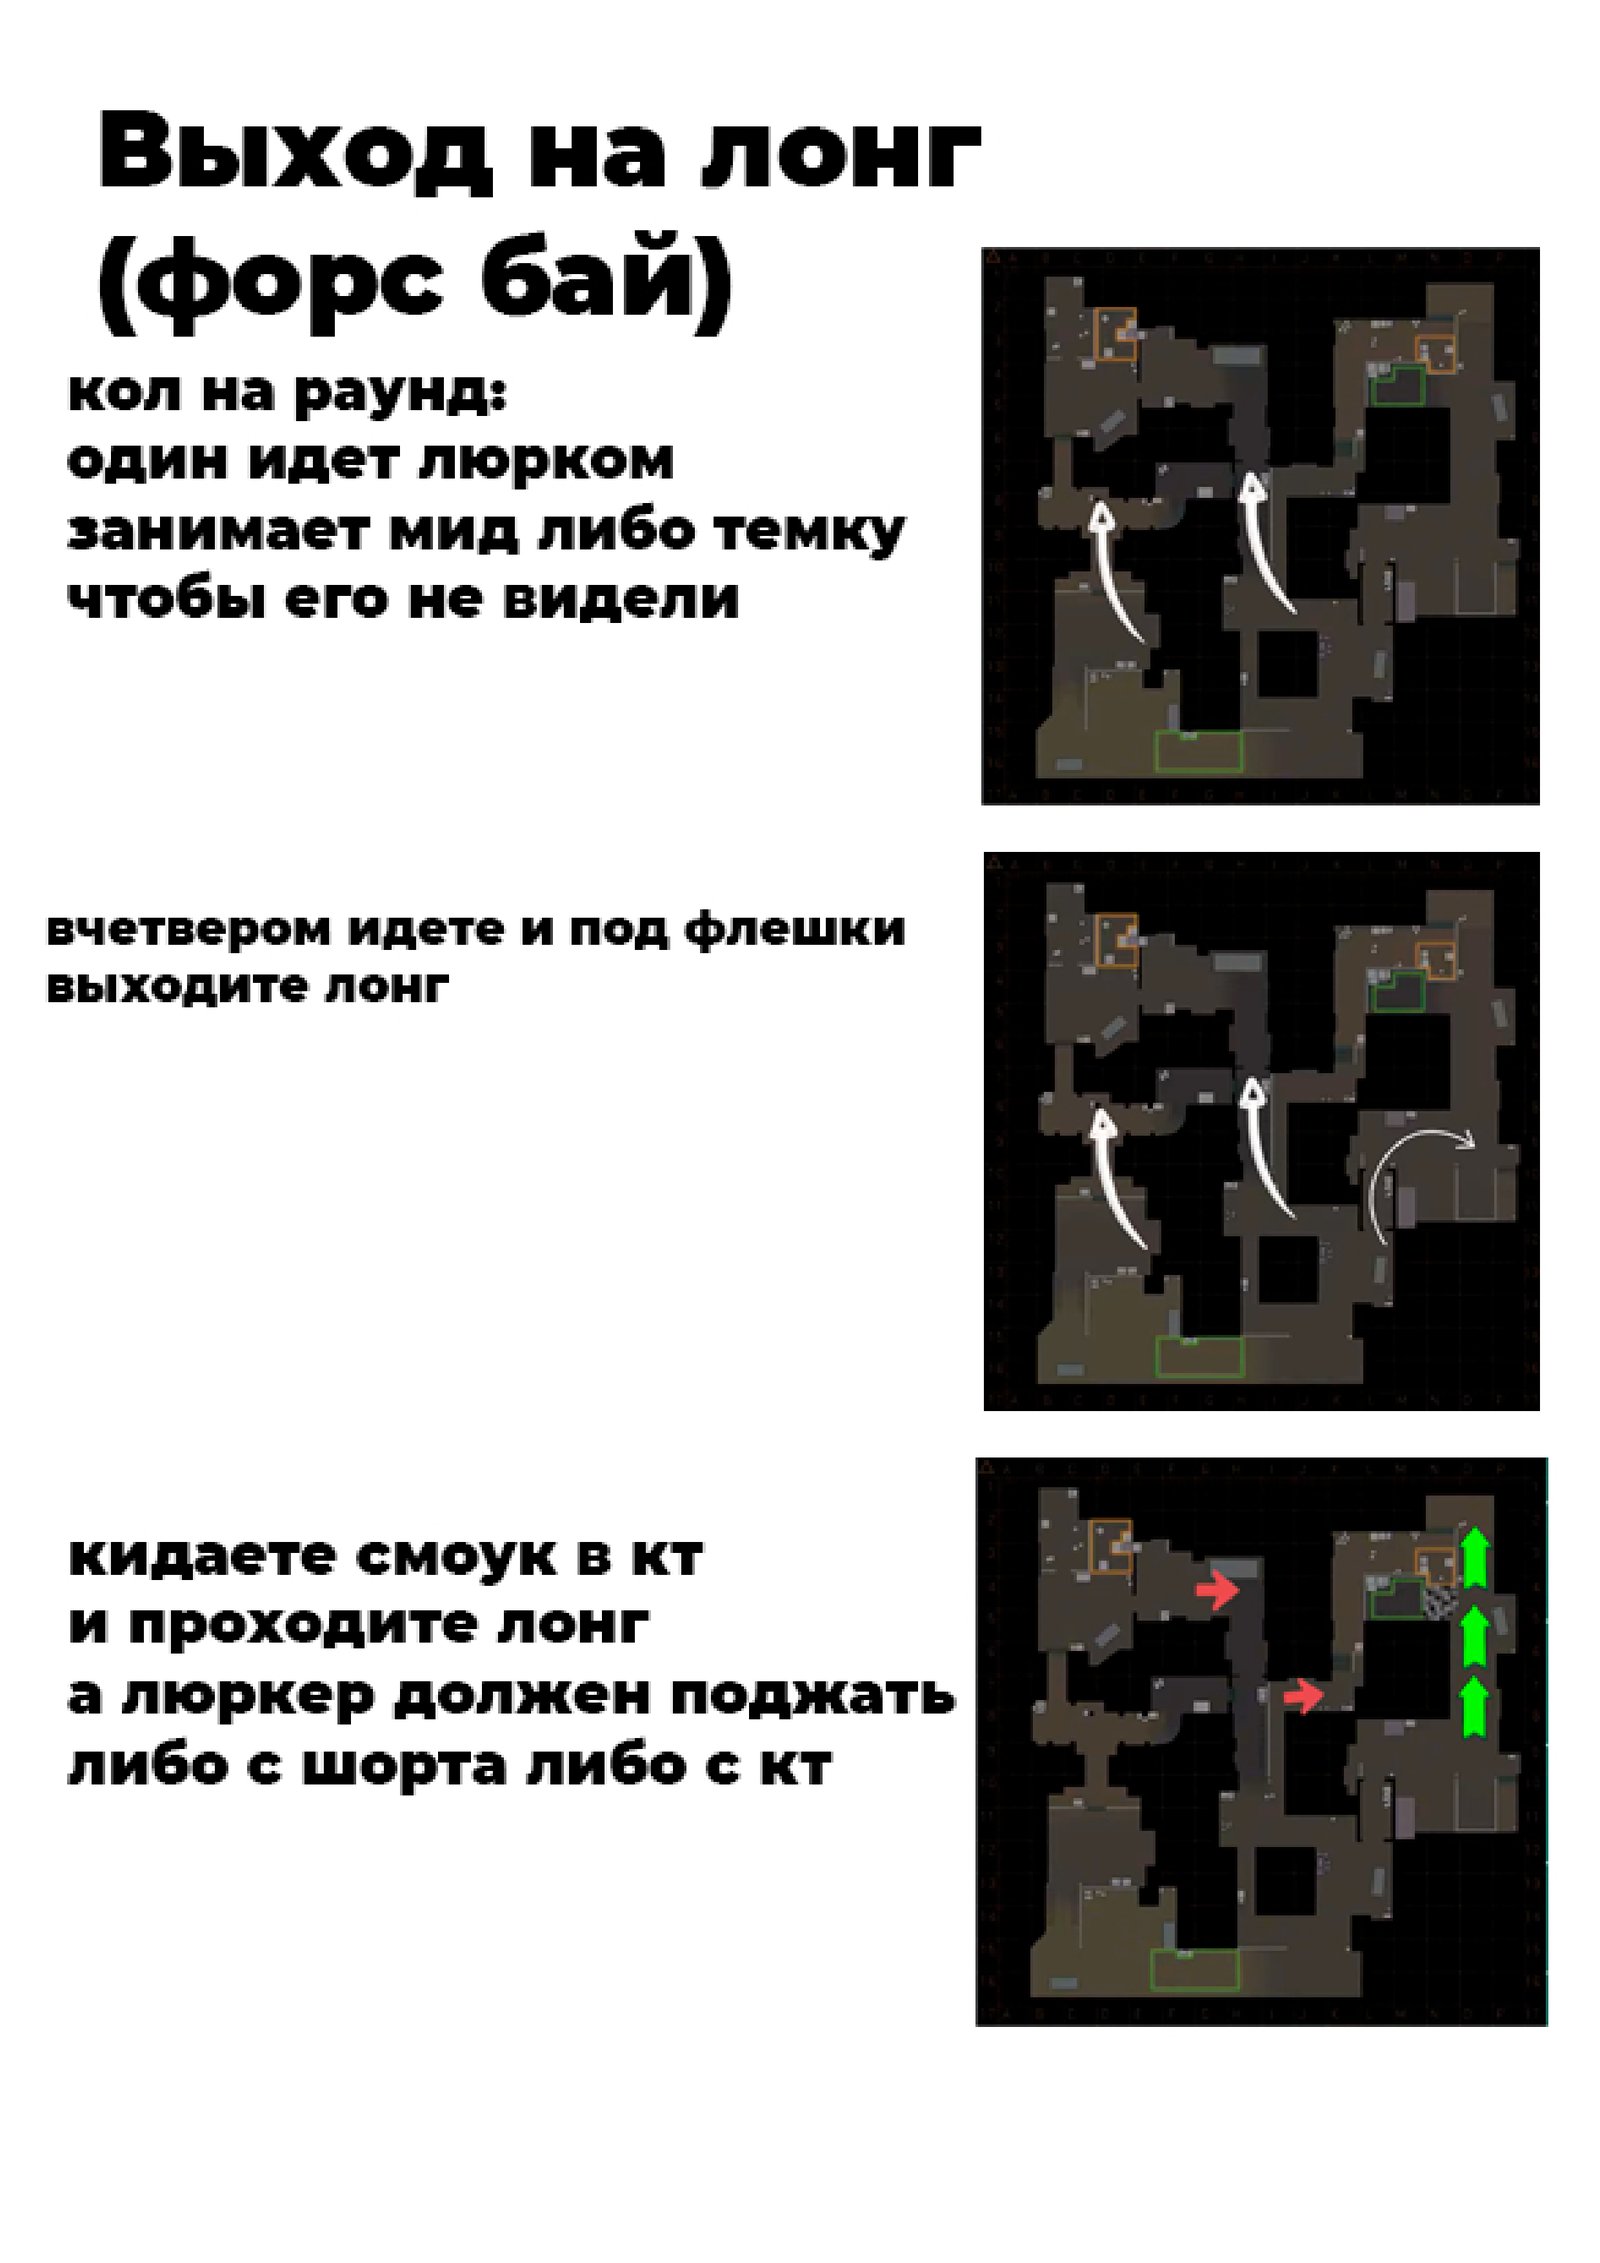 Выход на лонг
(форс бай)
кол на раунд:
один идет люрком
занимает мид либо темку
чтобы его не видели
вчетвером идете и под флешки
выходите лонг
кидаете смоук в кт
и проходите лонг
а люркер должен поджать
либо с шорта либо с кт